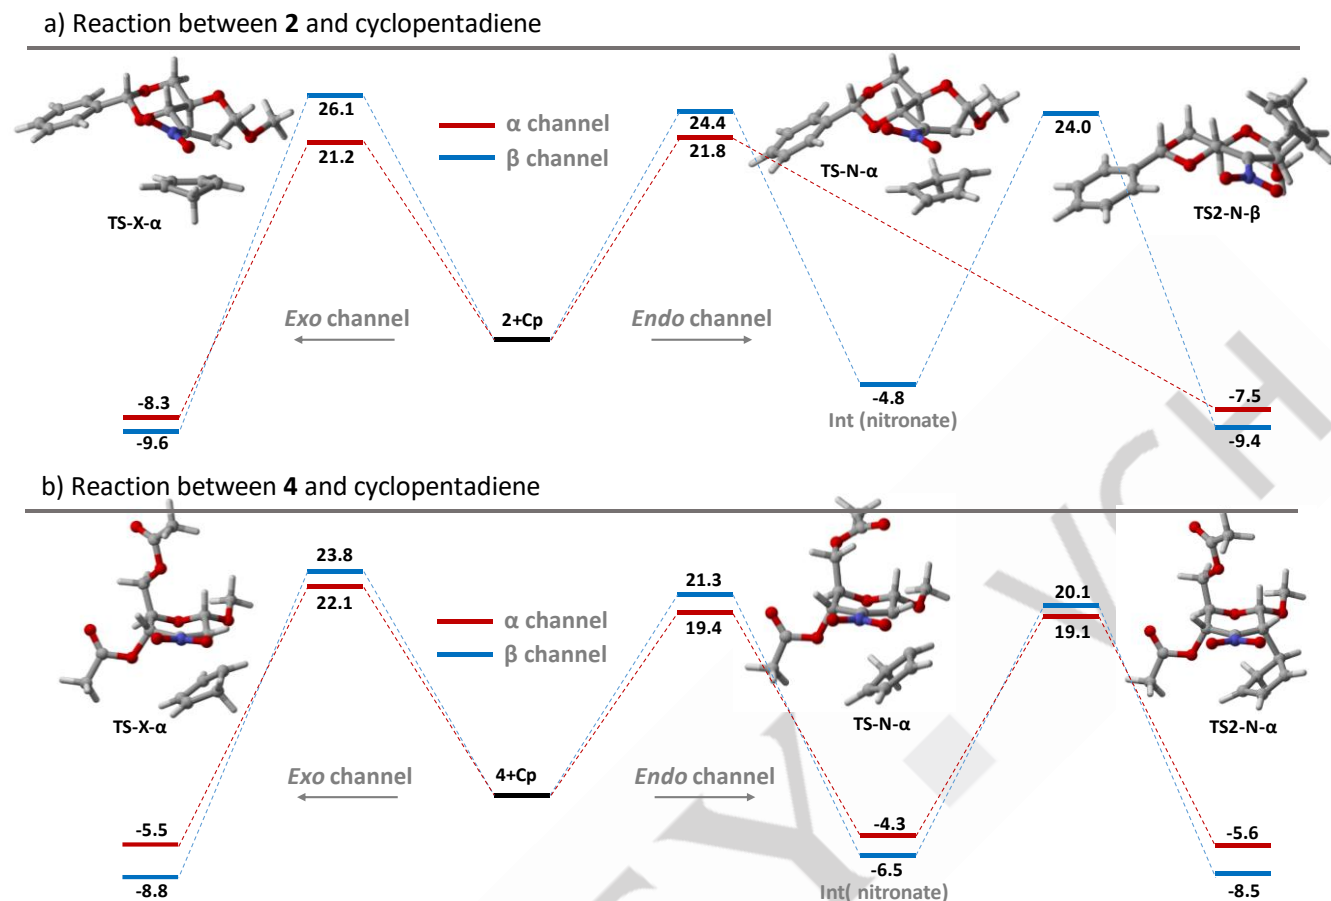 a) Reaction between 2 and cyclopentadiene
26.1
21.2
α channel
β channel
24.4
21.8
24.0
TS-X-α
TS-N-α
TS2-N-β
Exo channel
2+Cp
Endo channel
-8.3
-9.6
-4.8
Int (nitronate)
-7.5
-9.4
b) Reaction between 4 and cyclopentadiene
23.8
22.1
α channel
β channel
21.3
19.4
20.1
19.1
TS-X-α
TS-N-α
TS2-N-α
Exo channel
4+Cp
Endo channel
-5.5
-8.8
-4.3
-6.5
Int( nitronate)
-5.6
-8.5